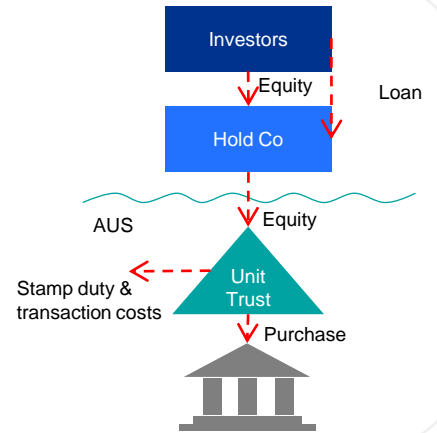 Investors
Equity
Loan
Hold Co
AUS
Equity
Unit
Trust
Stamp duty &
transaction costs
Purchase